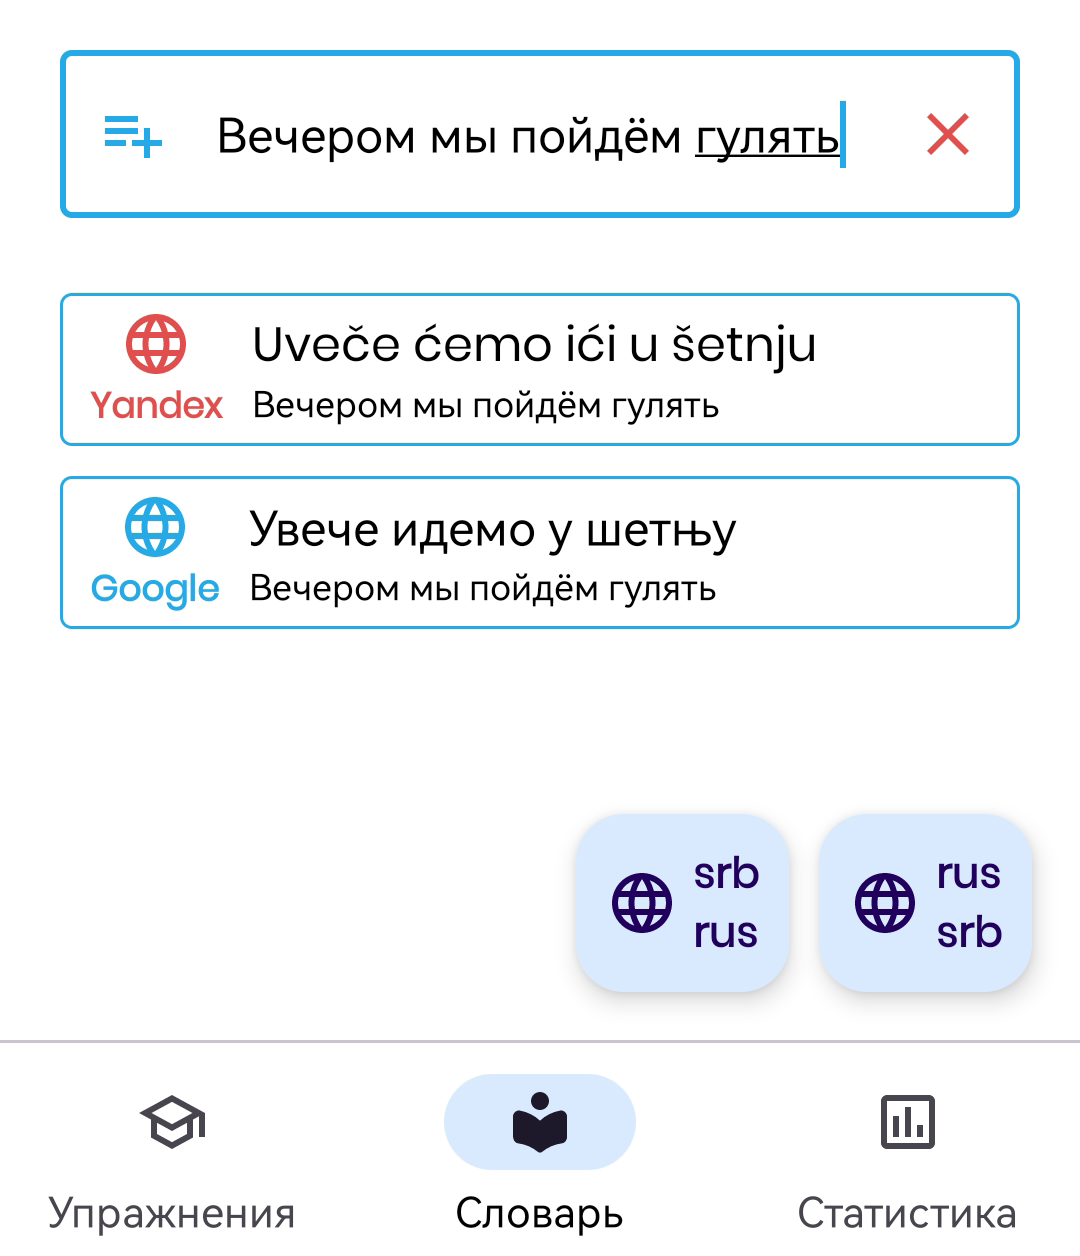 Вечером мы пойдём гулять
Uveče ćemo ići u šetnju
Yandex
Вечером мы пойдём гулять
Увече идемо у шетњу
Google
Вечером мы пойдём гулять
srb
rus
rus
srb
Упражнения
Словарь
Статистика